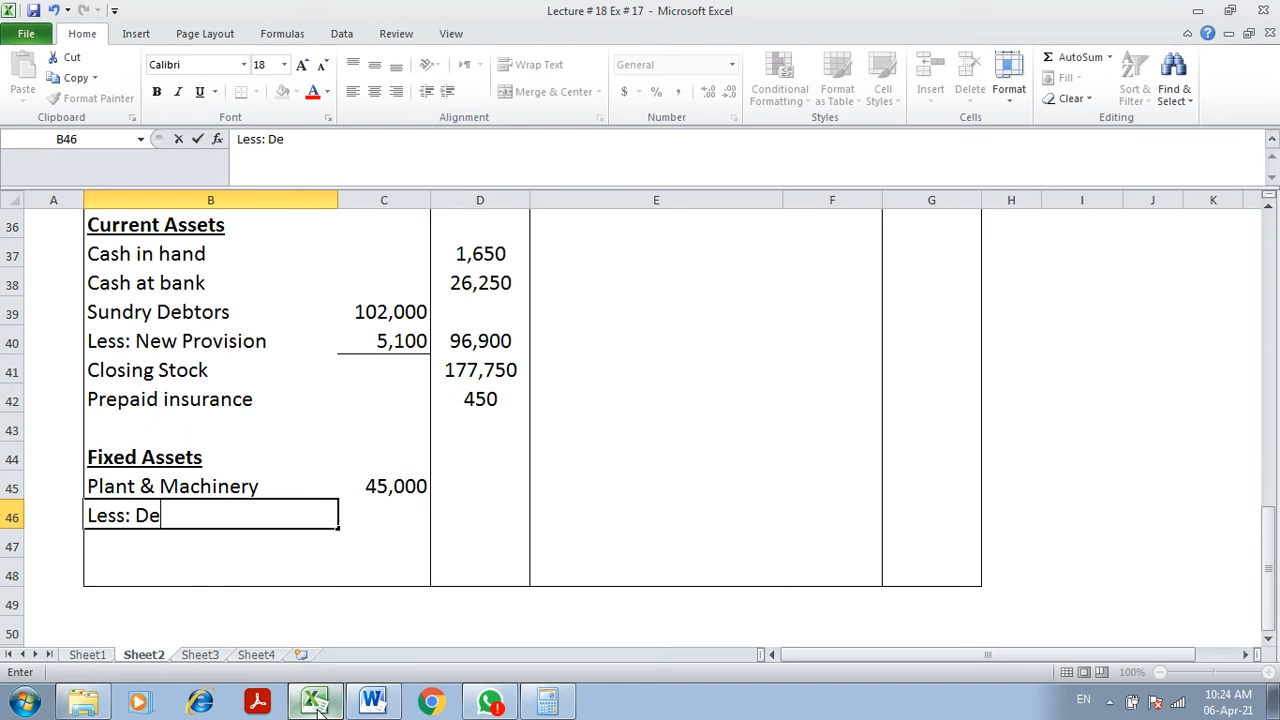 Lecture # 18 Ex # 17 - Microsoft Excel
File Home Insert Page Layout Formulas Data Review View
Paste
Cut
Copy
Format Painter
Clipboard
Calibri 18
B I U A
Font
Wrap Text
Merge & Center
Alignment
General
$ % ,
Number
Conditional Formatting
Format as Table
Cell Styles
Styles
Insert Delete Format
Cells
AutoSum
Fill
Clear
Sort & Filter
Find & Select
Editing
B46 fx Less: De
A B C D E F G H I J K
36 Current Assets
37 Cash in hand 1,650
38 Cash at bank 26,250
39 Sundry Debtors 102,000
40 Less: New Provision 5,100 96,900
41 Closing Stock 177,750
42 Prepaid insurance 450
43
44 Fixed Assets
45 Plant & Machinery 45,000
46 Less: De
47
48
49
50
Sheet1 Sheet2 Sheet3 Sheet4
Enter 100%
EN 10:24 AM
06-Apr-21